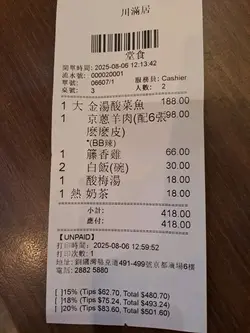 川滿居
堂食
開單時間: 2025-08-06 12:13:42
流水號: 000020001
單號: 06607/1 服務員: Cashier
桌號: 3 人數: 2
1 大 金湯酸菜魚 188.00
1 京蔥羊肉(配6張 98.00
麼麼皮)
*(BB辣)
1 籐香雞 66.00
2 白飯(碗) 30.00
1 酸梅湯 18.00
1 熱 奶茶 18.00
小計: 418.00
應付: 418.00
【UNPAID】
打印時間: 2025-08-06 12:59:52
打印次數: 1
地址: 銅鑼灣駱克道491-499號京都商場6樓
電話: 2882 5880
[ ]15% (Tips $62.70, Total $480.70)
[ ]18% (Tips $75.24, Total $493.24)
[ ]20% (Tips $83.60, Total $501.60)